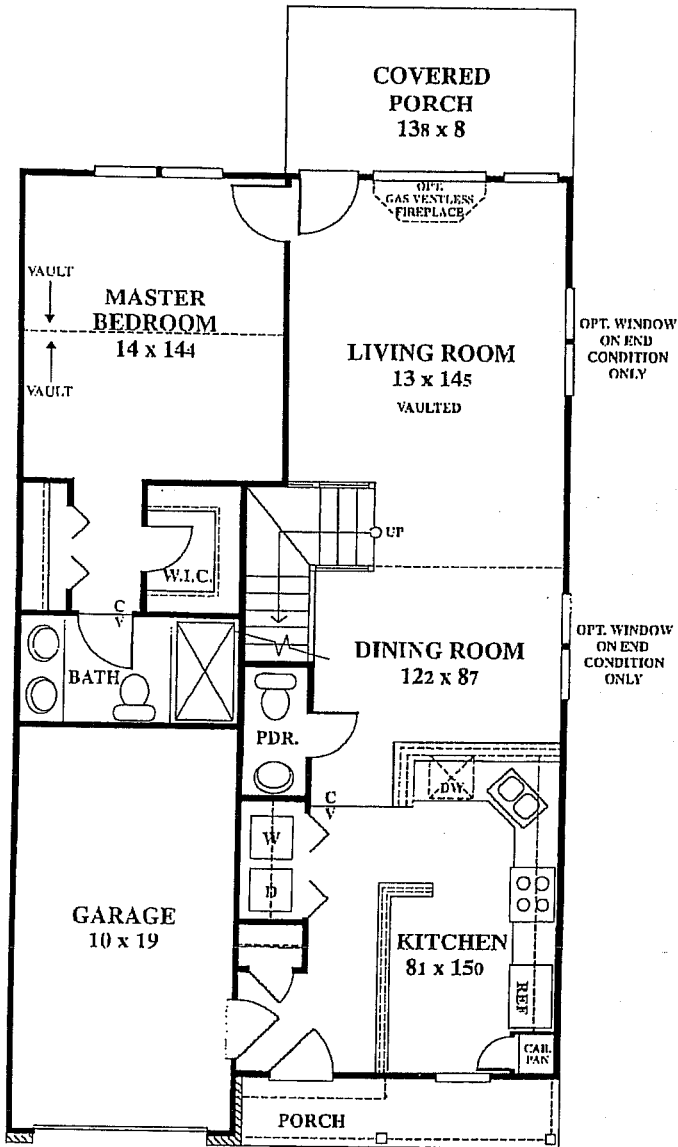 COVERED
PORCH
138 x 8
OPT.
GAS VENTLESS
FIREPLACE
VAULT
MASTER
BEDROOM
14 x 144
VAULT
LIVING ROOM
13 x 145
VAULTED
OPT. WINDOW
ON END
CONDITION
ONLY
UP
W.I.C.
C
V
BATH
DINING ROOM
122 x 87
OPT. WINDOW
ON END
CONDITION
ONLY
PDR.
DW
C
V
W
D
GARAGE
10 x 19
KITCHEN
81 x 150
REF
CAB.
PAN
PORCH